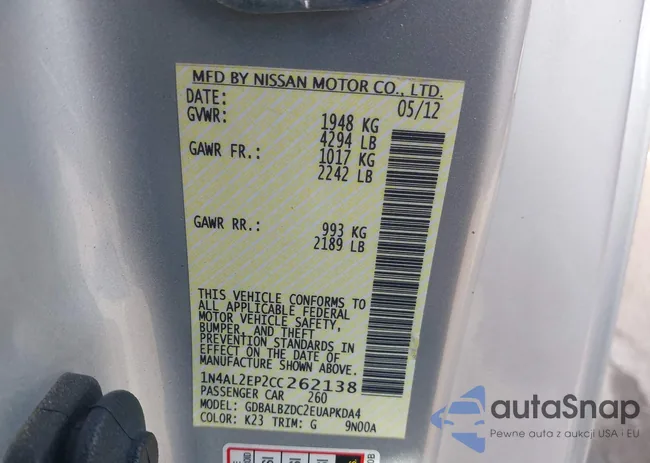 MFD BY NISSAN MOTOR CO., LTD.
DATE: 05/12
GVWR: 1948 KG
4294 LB
GAWR FR.: 1017 KG
2242 LB
GAWR RR.: 993 KG
2189 LB
THIS VEHICLE CONFORMS TO
ALL APPLICABLE FEDERAL
MOTOR VEHICLE SAFETY,
BUMPER, AND THEFT
PREVENTION STANDARDS IN
EFFECT ON THE DATE OF
MANUFACTURE SHOWN ABOVE.
1N4AL2EP2CC262138
PASSENGER CAR 260
MODEL: GDBALBZDC2EUAPKDA4
COLOR: K23 TRIM: G 9N00A
autoSnap
Pewne auta z aukcji USA i EU